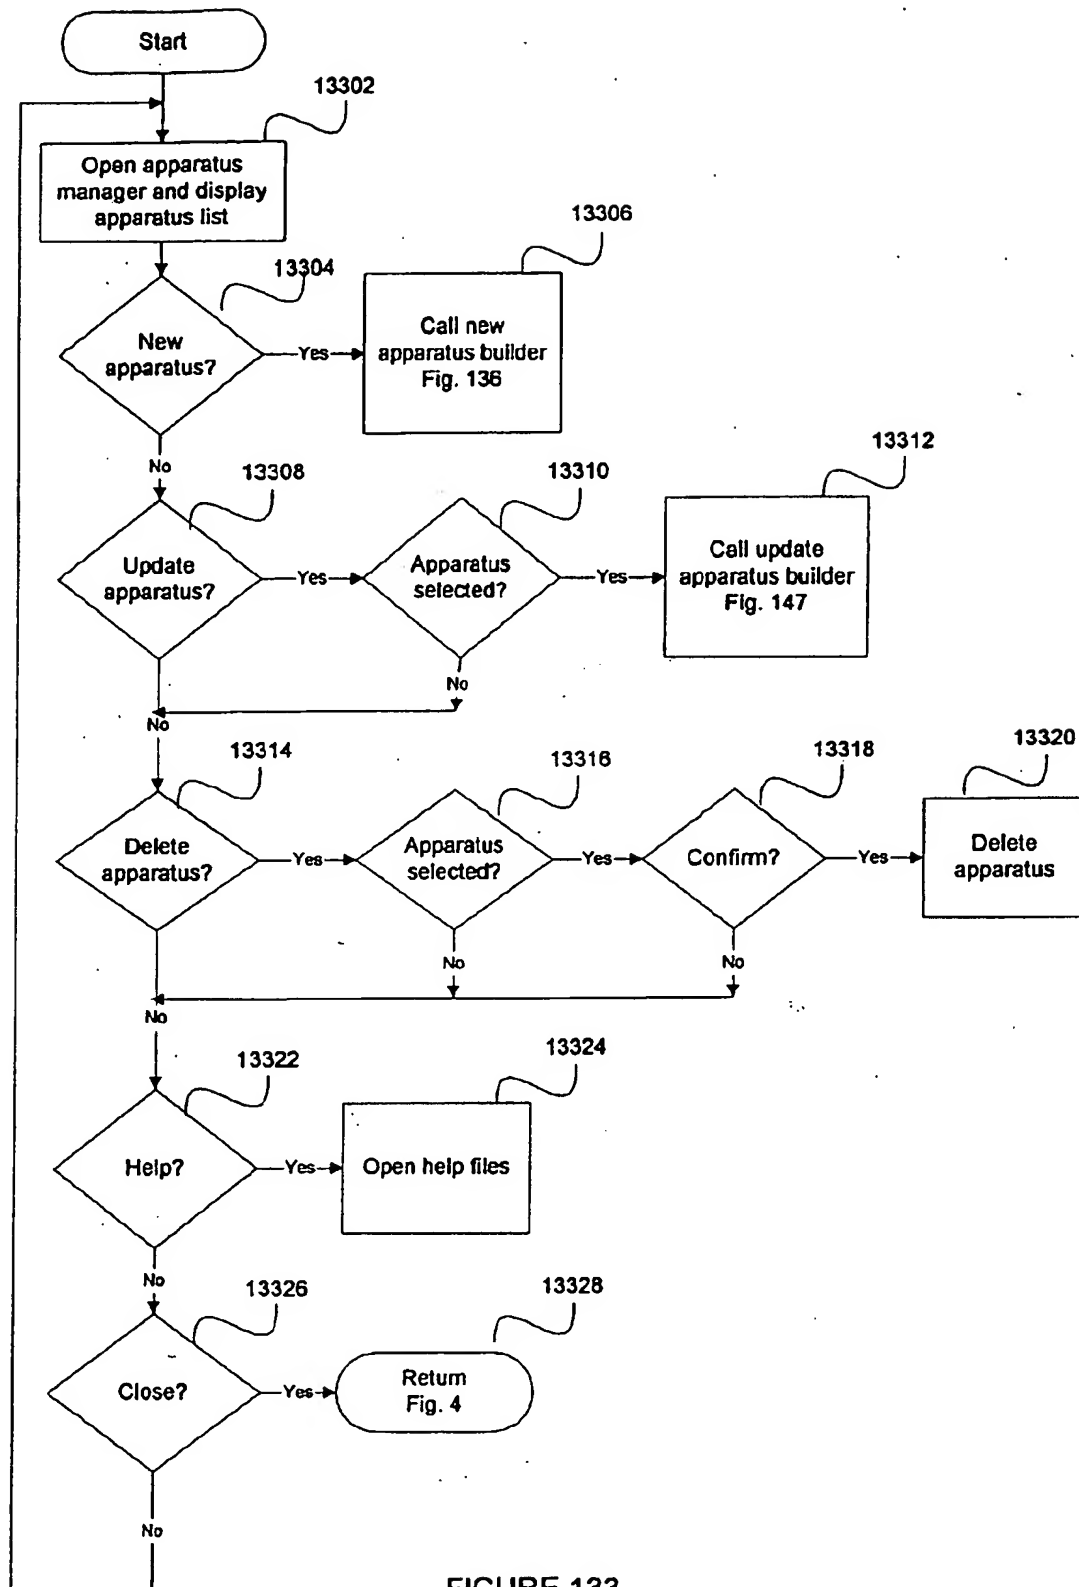 Start
13302
Open apparatus
manager and display
apparatus list
13304
13306
New
apparatus?
Yes
Call new
apparatus builder
Fig. 136
No
13308
13310
13312
Update
apparatus?
Yes
Apparatus
selected?
Yes
Call update
apparatus builder
Fig. 147
No
No
13314
13316
13318
13320
Delete
apparatus?
Yes
Apparatus
selected?
Yes
Confirm?
Yes
Delete
apparatus
No
No
No
13322
13324
Help?
Yes
Open help files
No
13326
13328
Close?
Yes
Return
Fig. 4
No
FIGURE 133